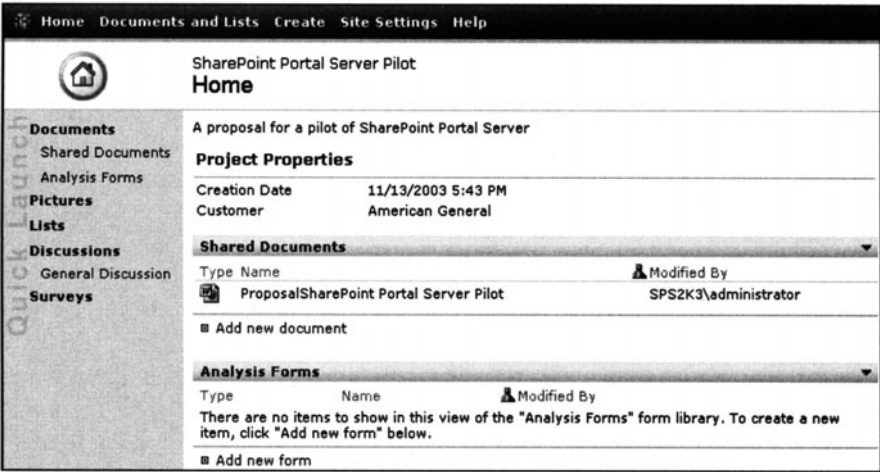 Home Documents and Lists Create Site Settings Help
SharePoint Portal Server Pilot
Home
Quick Launch
Documents
Shared Documents
Analysis Forms
Pictures
Lists
Discussions
General Discussion
Surveys
A proposal for a pilot of SharePoint Portal Server
Project Properties
Creation Date 11/13/2003 5:43 PM
Customer American General
Shared Documents
Type Name Modified By
ProposalSharePoint Portal Server Pilot SPS2K3\administrator
Add new document
Analysis Forms
Type Name Modified By
There are no items to show in this view of the "Analysis Forms" form library. To create a new
item, click "Add new form" below.
Add new form